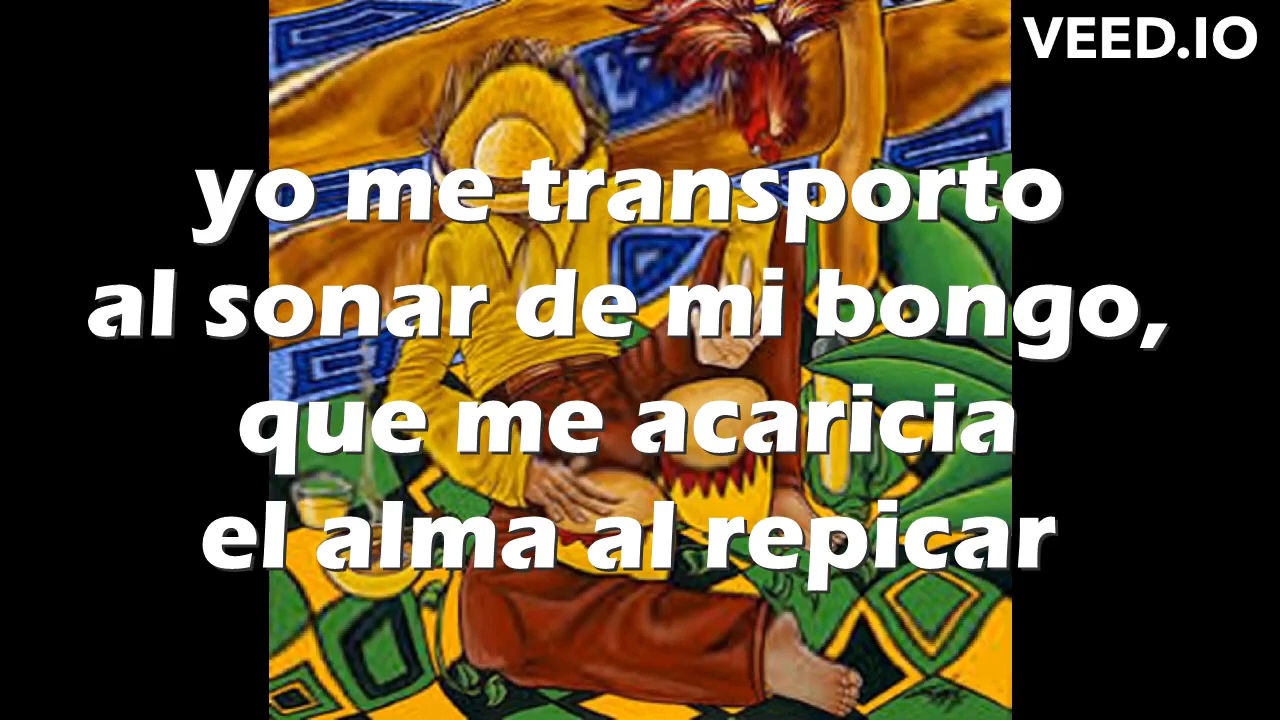 VEED.IO
yo me transporto
al sonar de mi bongo,
que me acaricia
el alma al repicar